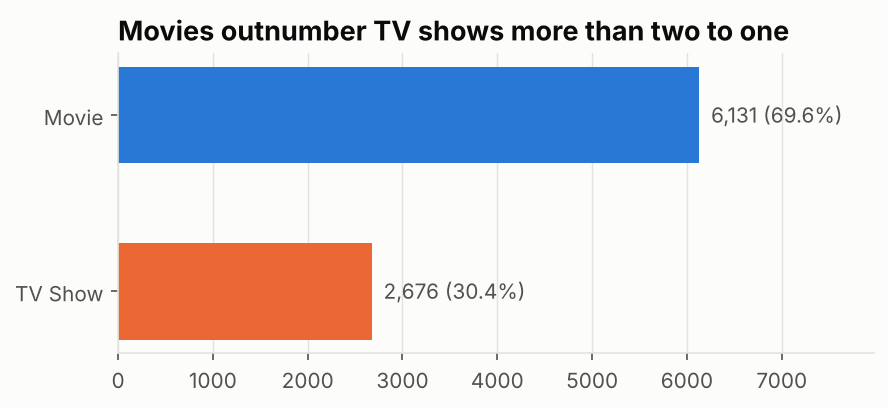 Movies outnumber TV shows more than two to one
Movie
6,131 (69.6%)
TV Show
2,676 (30.4%)
0 1000 2000 3000 4000 5000 6000 7000